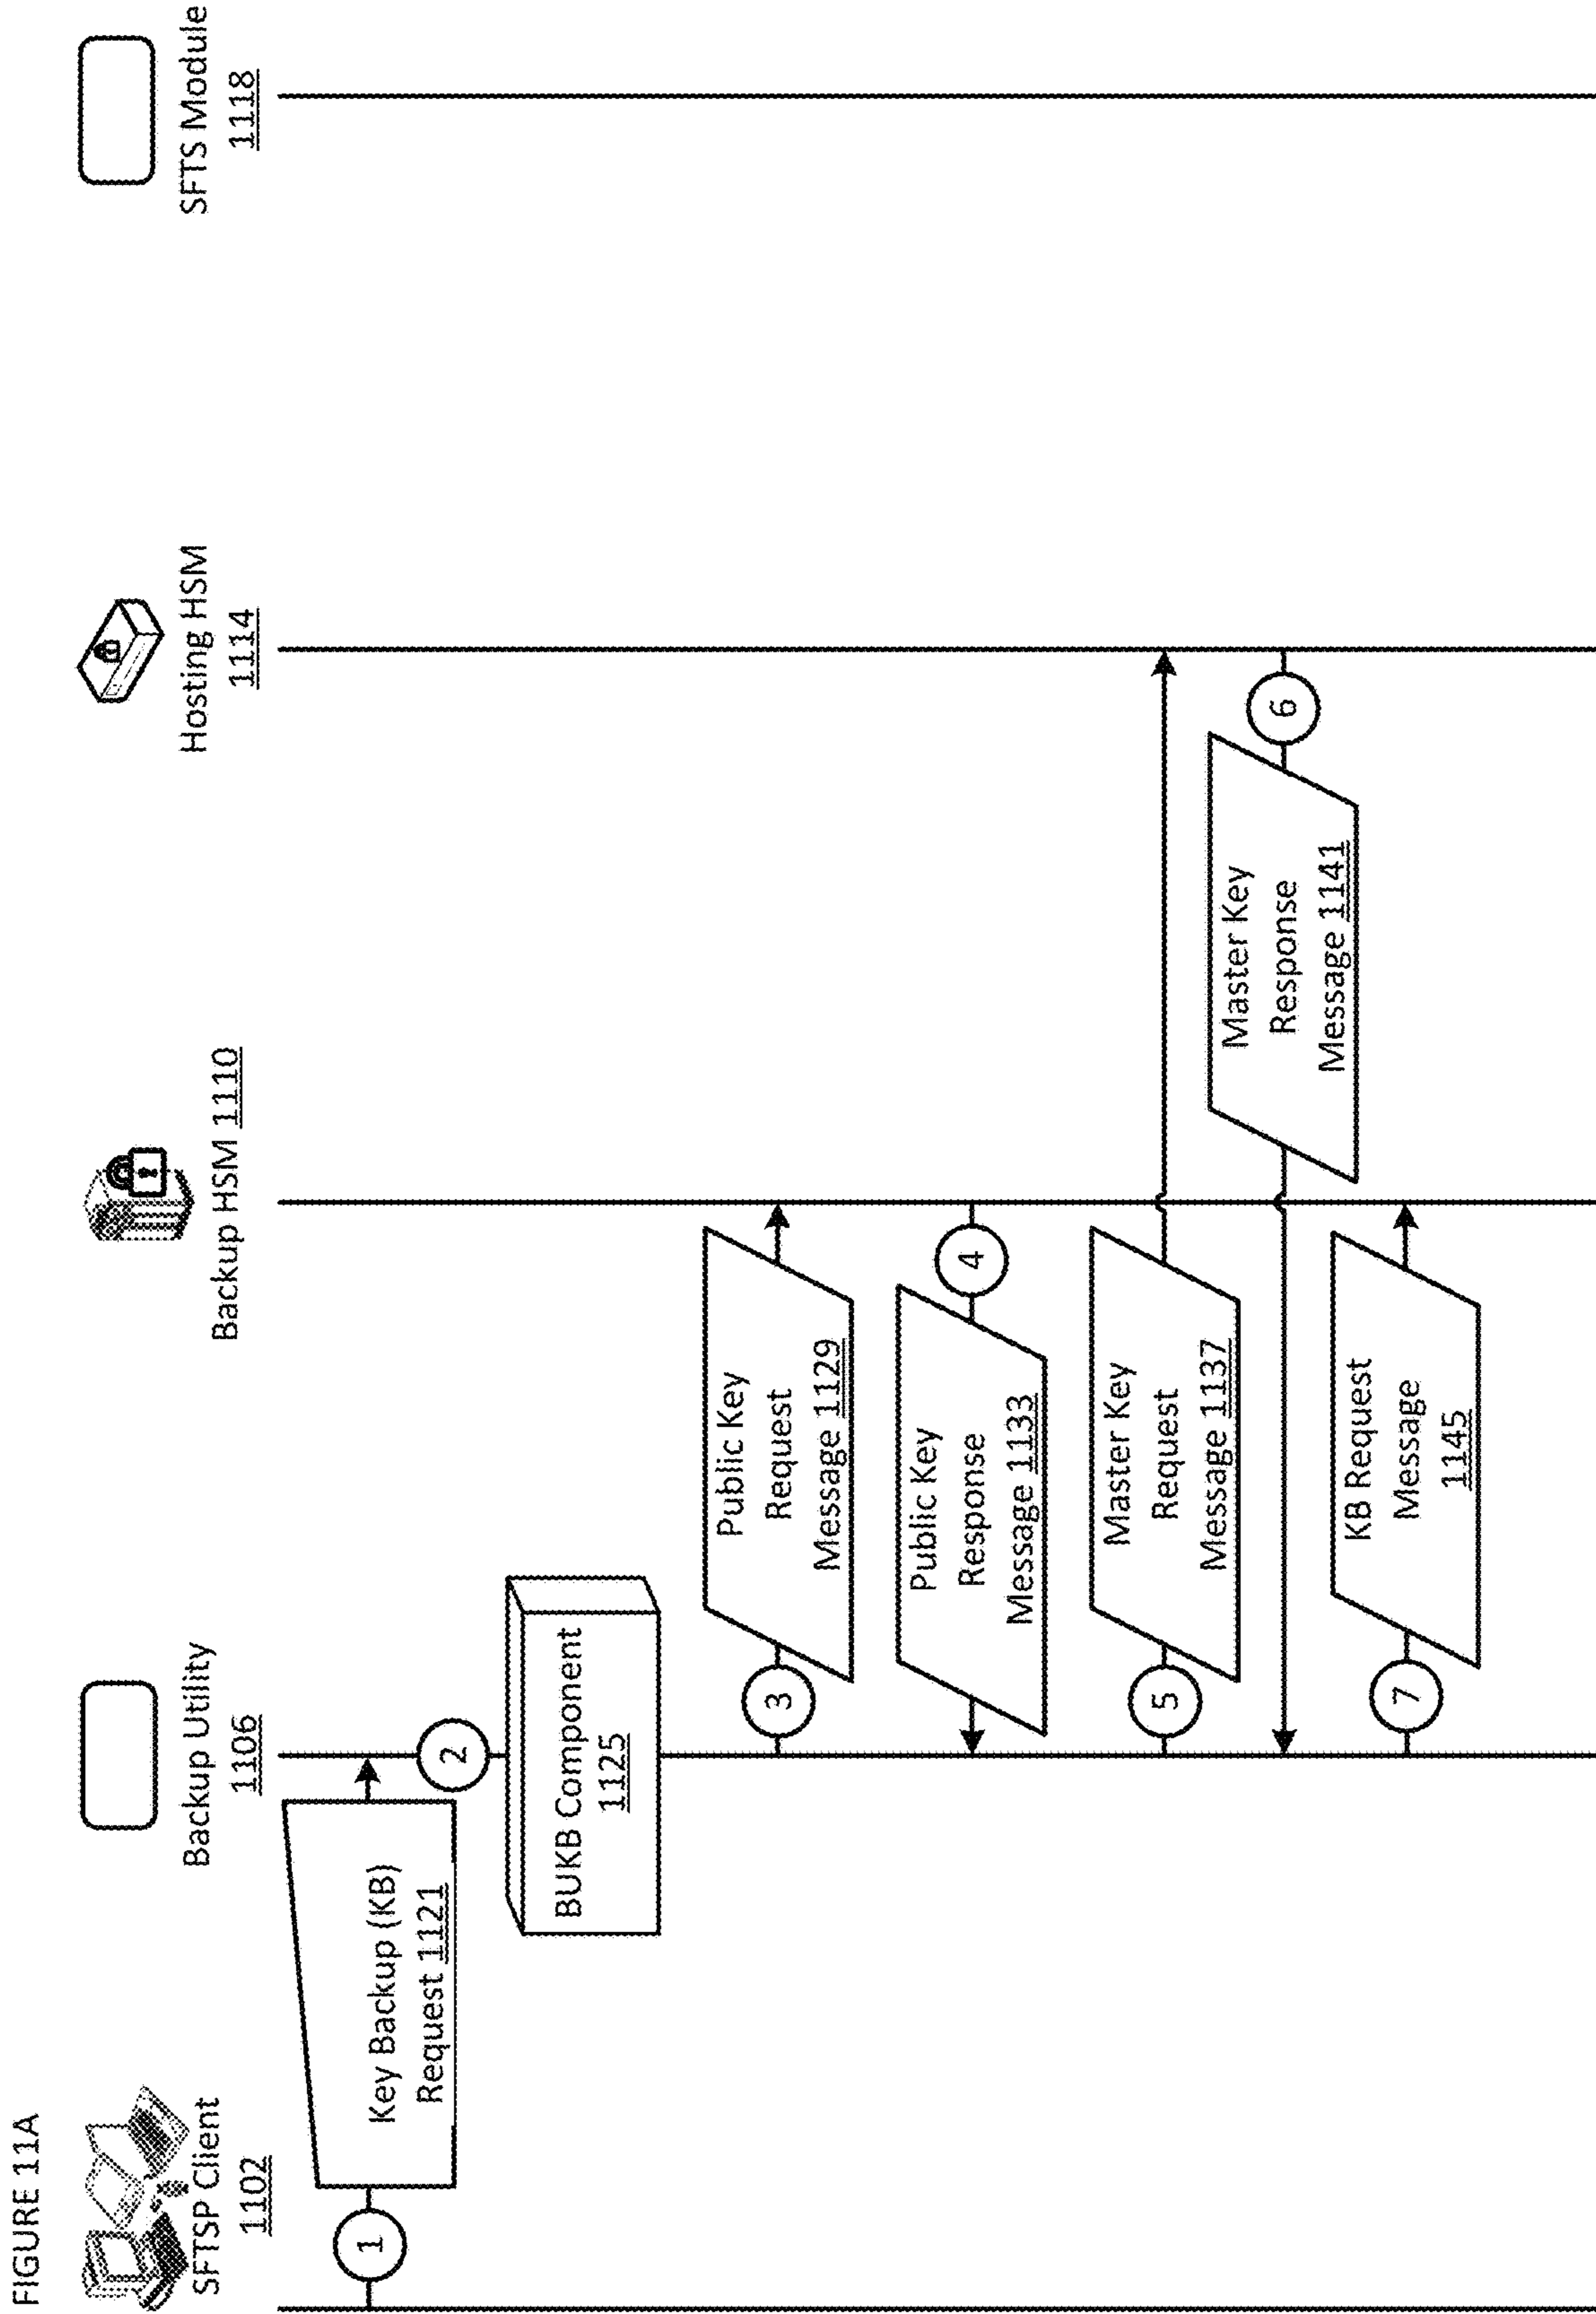 FIGURE 11A
SFTSP Client
1102
Backup Utility
1106
Backup HSM 1110
Hosting HSM
1114
SFTS Module
1118
1
Key Backup (KB)
Request 1121
2
BUKB Component
1125
3
Public Key
Request
Message 1129
4
Public Key
Response
Message 1133
5
Master Key
Request
Message 1137
6
Master Key
Response
Message 1141
7
KB Request
Message
1145